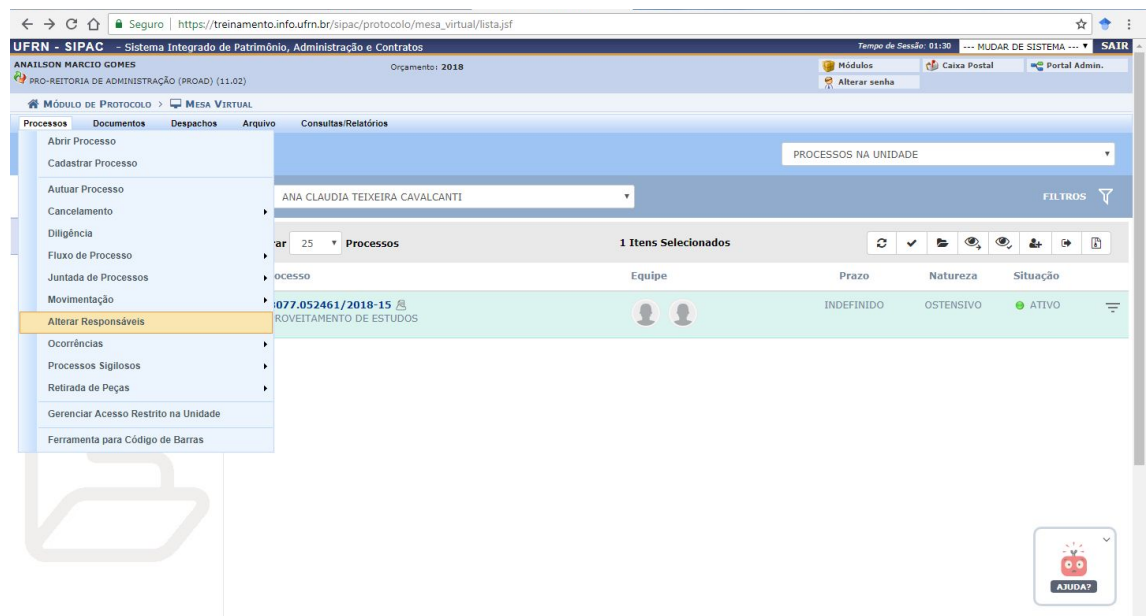 Seguro | https://treinamento.info.ufrn.br/sipac/protocolo/mesa_virtual/lista.jsf
UFRN - SIPAC - Sistema Integrado de Patrimônio, Administração e Contratos
Tempo de Sessão: 01:30 --- MUDAR DE SISTEMA --- SAIR
ANAILSON MARCIO GOMES
PRO-REITORIA DE ADMINISTRAÇÃO (PROAD) (11.02)
Orçamento: 2018
Módulos Caixa Postal Portal Admin.
Alterar senha
MÓDULO DE PROTOCOLO > MESA VIRTUAL
Processos Documentos Despachos Arquivo Consultas/Relatórios
Abrir Processo
Cadastrar Processo
Autuar Processo
Cancelamento
Diligência
Fluxo de Processo
Juntada de Processos
Movimentação
Alterar Responsáveis
Ocorrências
Processos Sigilosos
Retirada de Peças
Gerenciar Acesso Restrito na Unidade
Ferramenta para Código de Barras
PROCESSOS NA UNIDADE
ANA CLAUDIA TEIXEIRA CAVALCANTI
FILTROS
25 Processos
1 Itens Selecionados
Equipe Prazo Natureza Situação
077.052461/2018-15
ROVEITAMENTO DE ESTUDOS
INDEFINIDO OSTENSIVO ATIVO
AJUDA?